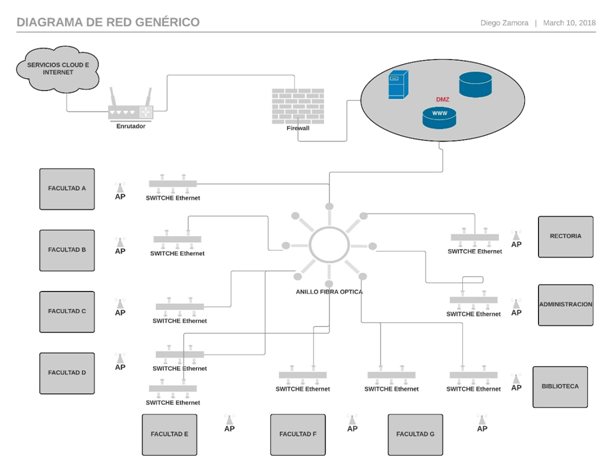 DIAGRAMA DE RED GENÉRICO
Diego Zamora | March 10, 2018
SERVICIOS CLOUD E
INTERNET
Enrutador
Firewall
DMZ
WWW
FACULTAD A
AP
SWITCHE Ethernet
FACULTAD B
AP
SWITCHE Ethernet
SWITCHE Ethernet
AP
RECTORIA
ANILLO FIBRA OPTICA
FACULTAD C
AP
SWITCHE Ethernet
SWITCHE Ethernet
AP
ADMINISTRACION
FACULTAD D
AP
SWITCHE Ethernet
SWITCHE Ethernet
SWITCHE Ethernet
SWITCHE Ethernet
SWITCHE Ethernet
AP
BIBLIOTECA
FACULTAD E
AP
FACULTAD F
AP
FACULTAD G
AP